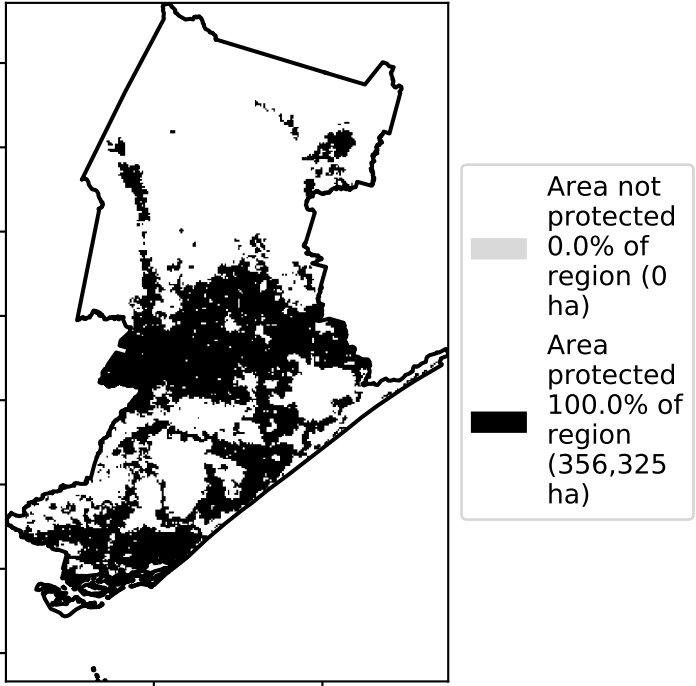 Area not
protected
0.0% of
region (0
ha)
Area
protected
100.0% of
region
(356,325
ha)